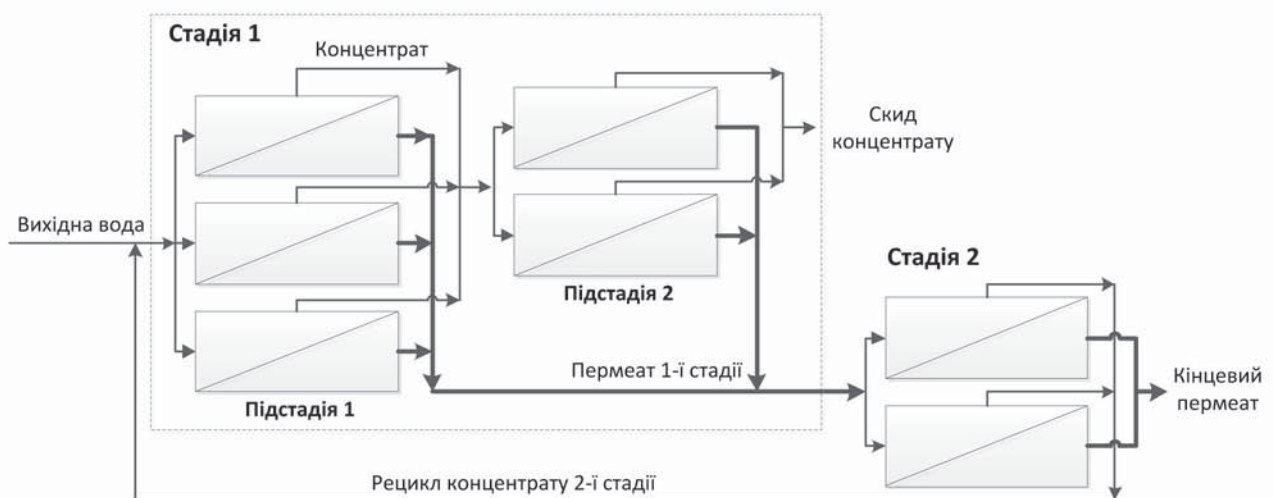 Стадія 1
Концентрат
Скид
концентрату
Вихідна вода
Стадія 2
Підстадія 2
Пермеат 1-ї стадії
Кінцевий
пермеат
Підстадія 1
Рецикл концентрату 2-ї стадії